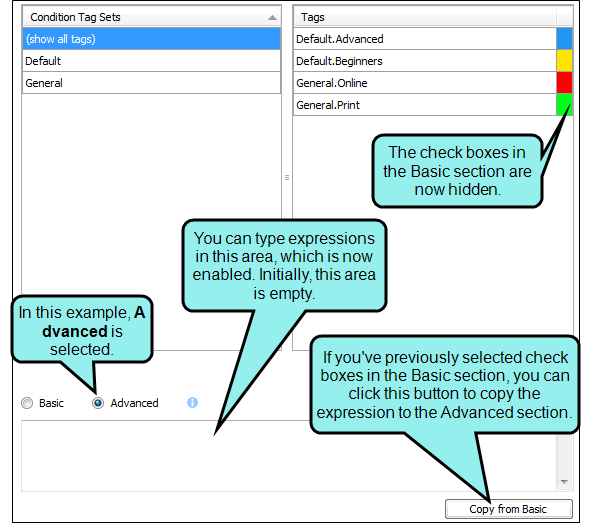 Condition Tag Sets
Tags
(show all tags)
Default
General
Default.Advanced
Default.Beginners
General.Online
General.Print
The check boxes in
the Basic section are
now hidden.
You can type expressions
in this area, which is now
enabled. Initially, this area
is empty.
In this example, A
dvanced is
selected.
If you've previously selected check
boxes in the Basic section, you can
click this button to copy the
expression to the Advanced section.
Basic
Advanced
Copy from Basic